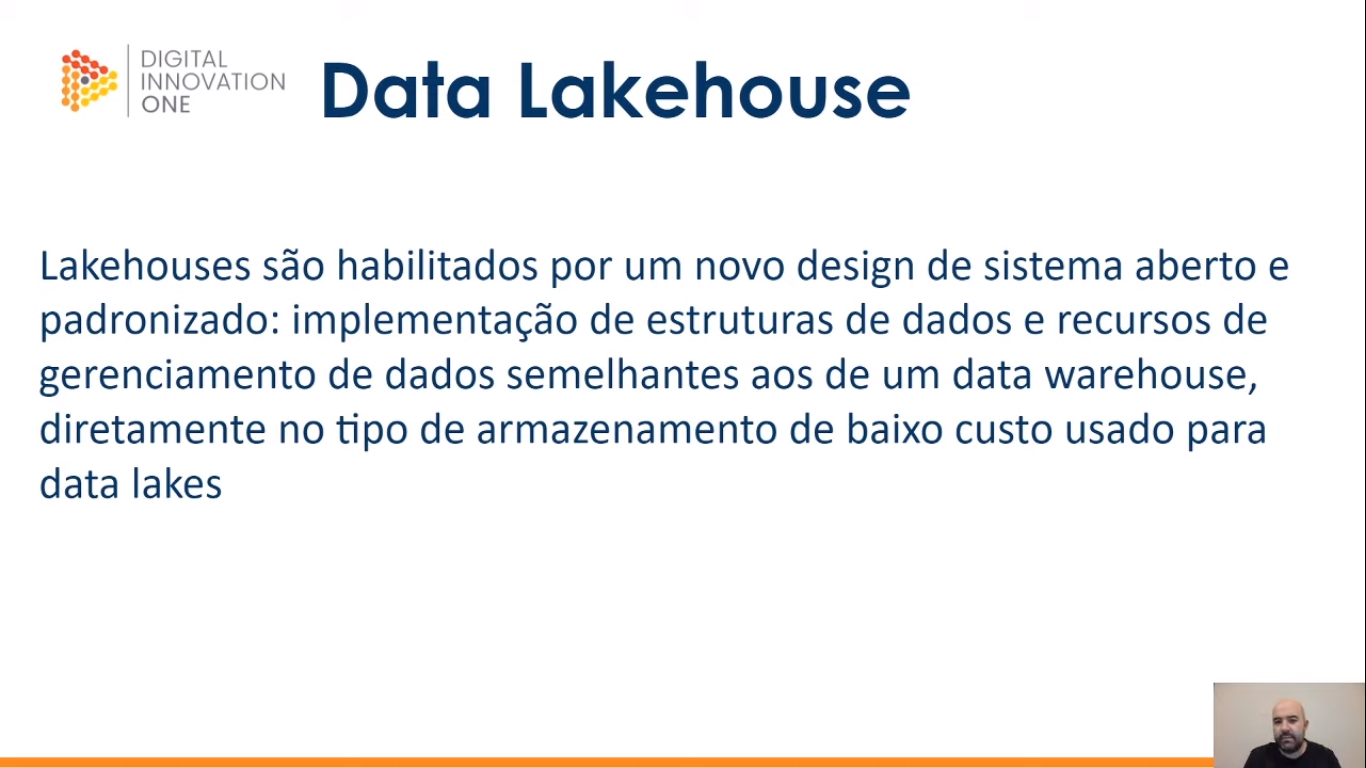 DIGITAL
INNOVATION
ONE
Data Lakehouse
Lakehouses são habilitados por um novo design de sistema aberto e
padronizado: implementação de estruturas de dados e recursos de
gerenciamento de dados semelhantes aos de um data warehouse,
diretamente no tipo de armazenamento de baixo custo usado para
data lakes